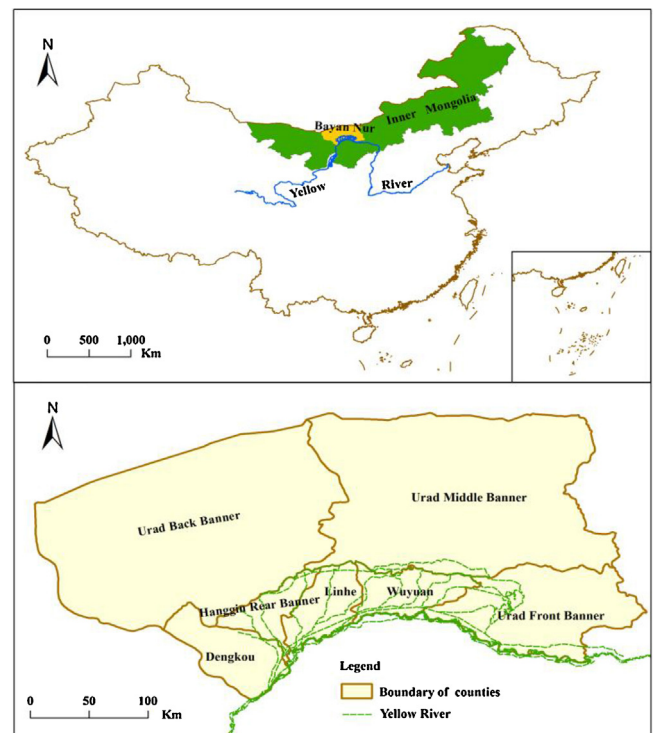 N
Bayan Nur
Inner Mongolia
Yellow River
0 500 1,000
Km
N
Urad Back Banner
Urad Middle Banner
Hanggin Rear Banner
Linhe
Wuyuan
Urad Front Banner
Dengkou
Legend
Boundary of counties
Yellow River
0 50 100
Km